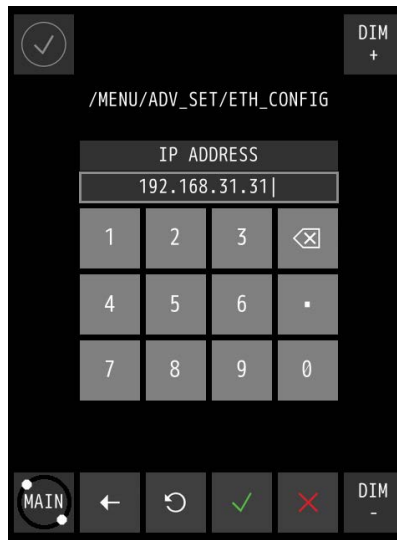 DIM
+
/MENU/ADV_SET/ETH_CONFIG
IP ADDRESS
192.168.31.31
1 2 3
4 5 6 .
7 8 9 0
MAIN
DIM
-